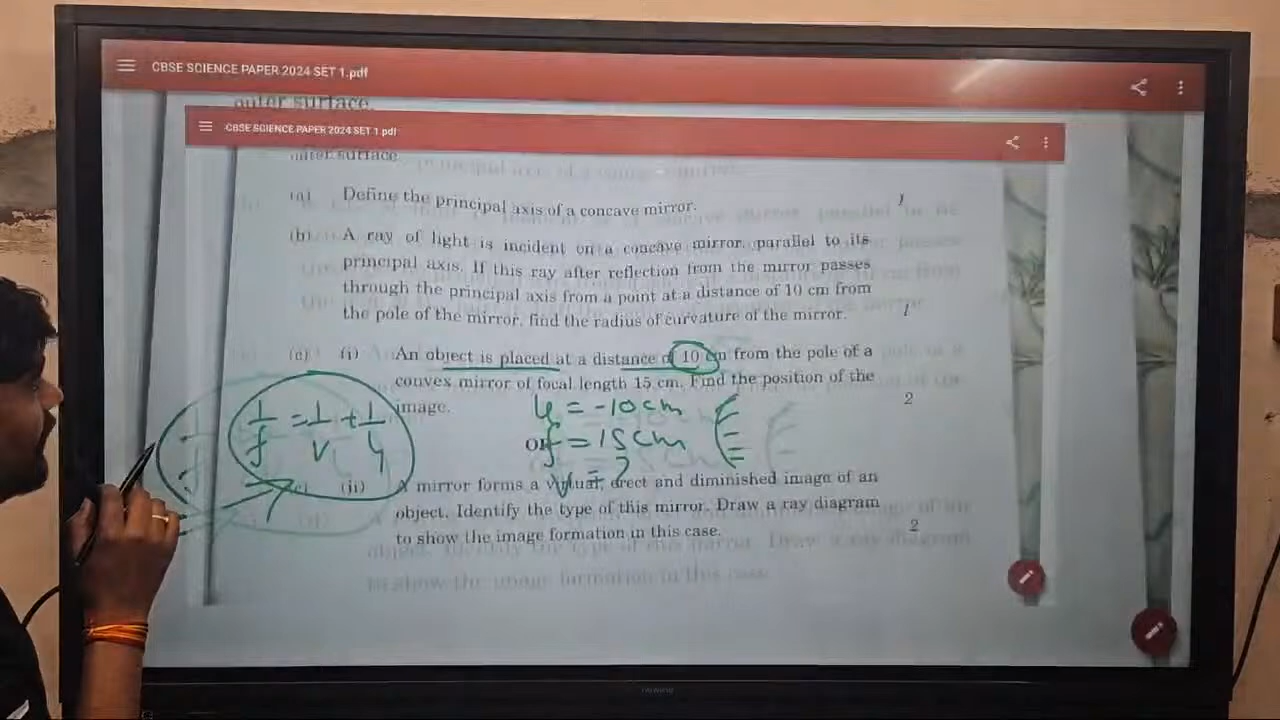 CBSE SCIENCE PAPER 2024 SET 1.pdf
outer surface.
CBSE SCIENCE PAPER 2024 SET 1.pdf
outer surface.
(a) Define the principal axis of a concave mirror. 1
(b) A ray of light is incident on a concave mirror, parallel to its
principal axis. If this ray after reflection from the mirror passes
through the principal axis from a point at a distance of 10 cm from
the pole of the mirror, find the radius of curvature of the mirror. 1
(c) (i) An object is placed at a distance of 10 cm from the pole of a
convex mirror of focal length 15 cm. Find the position of the
image. 2
u = -10 cm
1/f = 1/v + 1/u
OR
f = 15 cm
v = ?
(c) (ii) A mirror forms a virtual, erect and diminished image of an
object. Identify the type of this mirror. Draw a ray diagram
to show the image formation in this case. 2